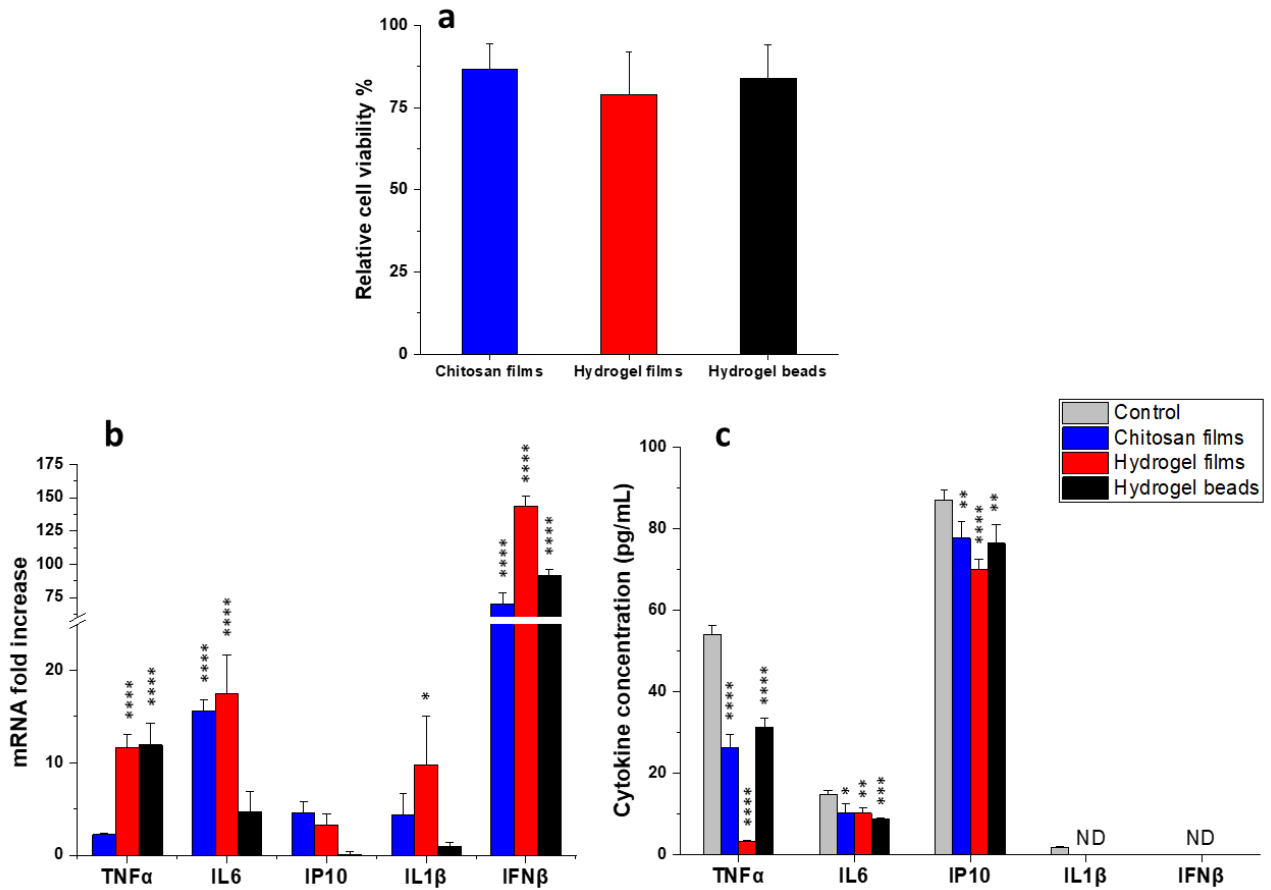 a
Relative cell viability %
100
75
50
25
0
Chitosan films Hydrogel films Hydrogel beads
b
mRNA fold increase
175
150
125
100
75
20
10
0
**** **** **** **** * **** **** ****
TNFα IL6 IP10 IL1β IFNβ
c
Control
Chitosan films
Hydrogel films
Hydrogel beads
Cytokine concentration (pg/mL)
100
80
60
40
20
0
**** **** **** * ** *** ** **** **
ND ND
TNFα IL6 IP10 IL1β IFNβ